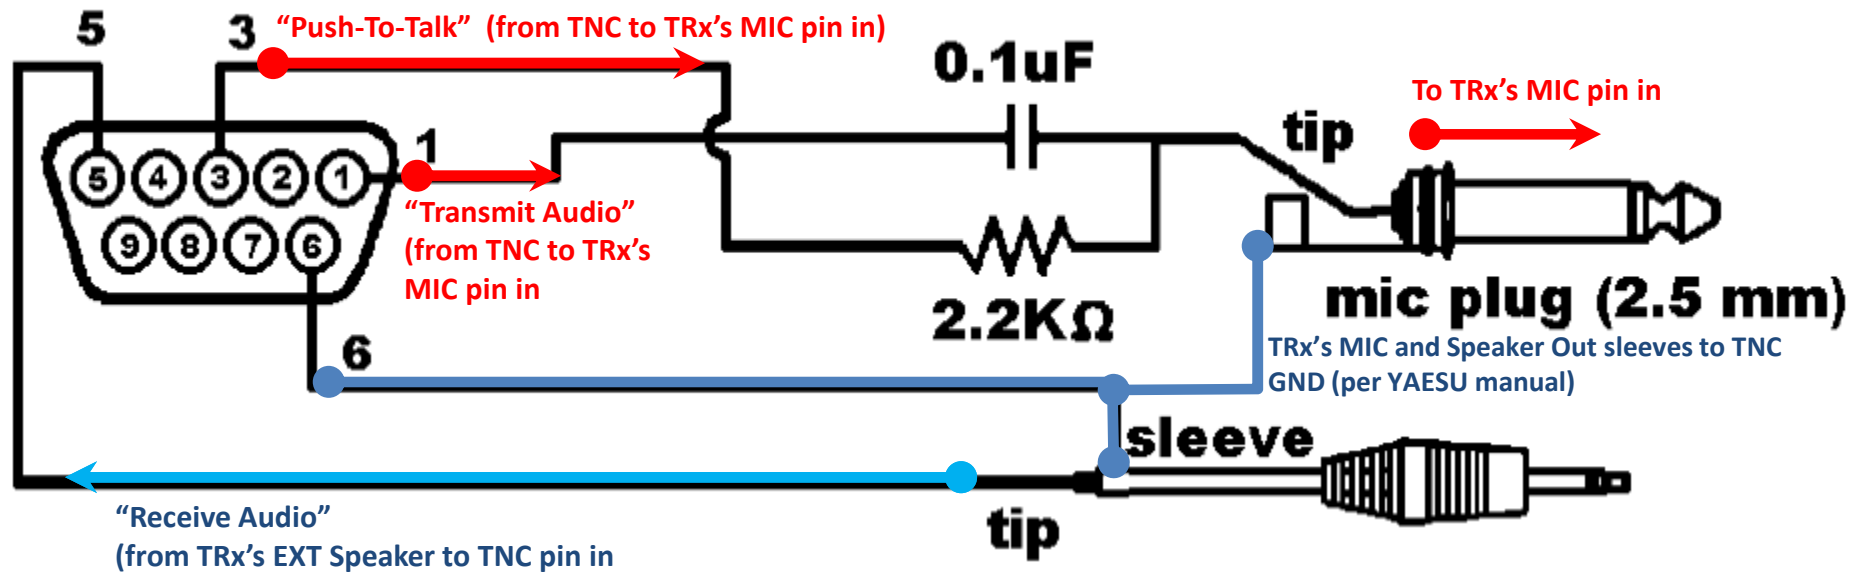 5
3
“Push-To-Talk” (from TNC to TRx’s MIC pin in)
0.1uF
To TRx’s MIC pin in
tip
1
5 4 3 2 1
9 8 7 6
“Transmit Audio”
(from TNC to TRx’s
MIC pin in
2.2KΩ
mic plug (2.5 mm)
6
TRx’s MIC and Speaker Out sleeves to TNC
GND (per YAESU manual)
sleeve
tip
“Receive Audio”
(from TRx’s EXT Speaker to TNC pin in